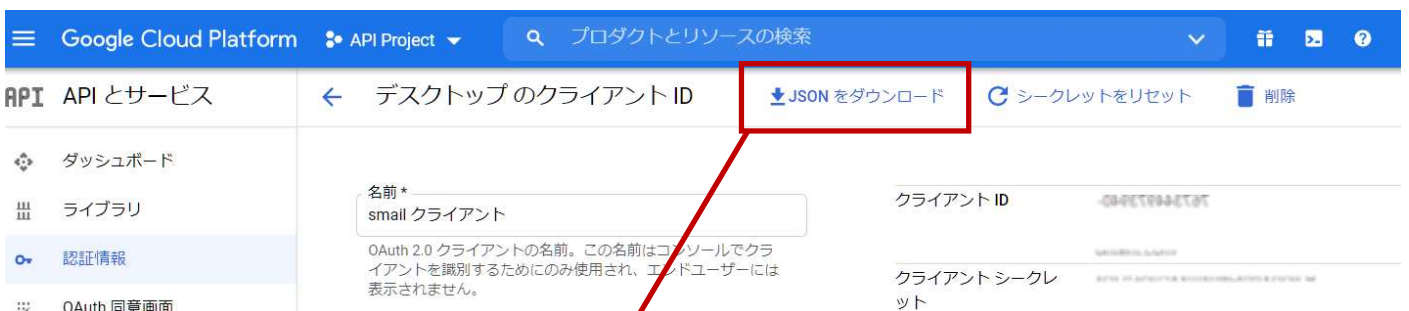 Google Cloud Platform API Project プロダクトとリソースの検索
API API とサービス デスクトップ のクライアント ID JSON をダウンロード シークレットをリセット 削除
ダッシュボード
ライブラリ
認証情報
OAuth 同意画面
名前 *
smail クライアント
OAuth 2.0 クライアントの名前。この名前はコンソールでクラ
イアントを識別するためにのみ使用され、エンドユーザーには
表示されません。
クライアント ID
クライアント シークレ
ット